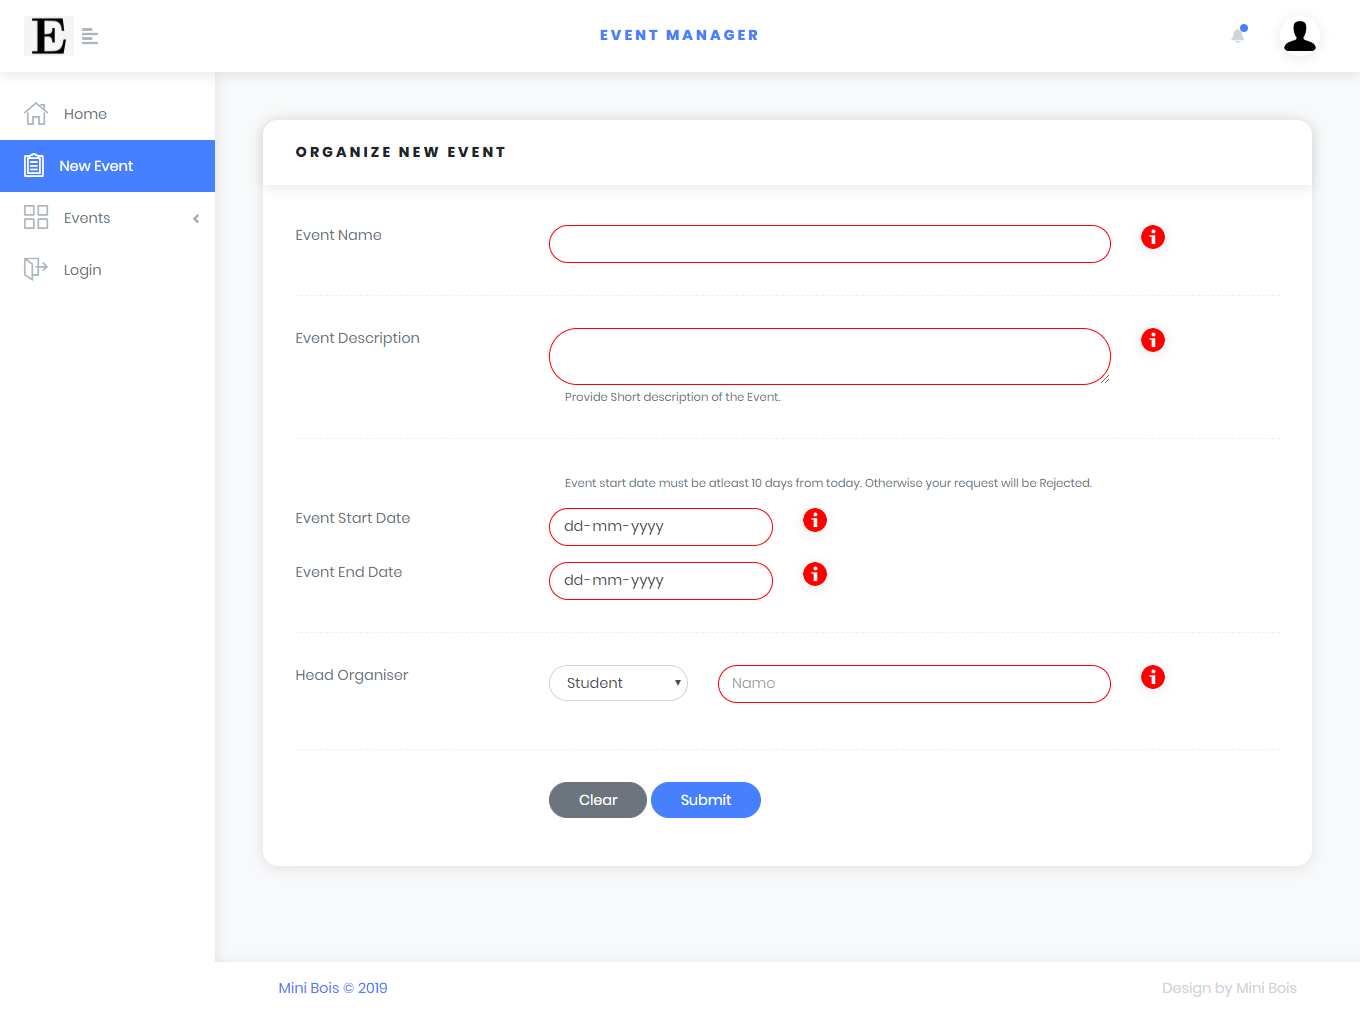 E
EVENT MANAGER
Home
New Event
Events
Login
ORGANIZE NEW EVENT
Event Name
Event Description
Provide Short description of the Event.
Event start date must be atleast 10 days from today. Otherwise your request will be Rejected.
Event Start Date dd-mm-yyyy
Event End Date dd-mm-yyyy
Head Organiser Student Name
Clear Submit
Mini Bois © 2019 Design by Mini Bois